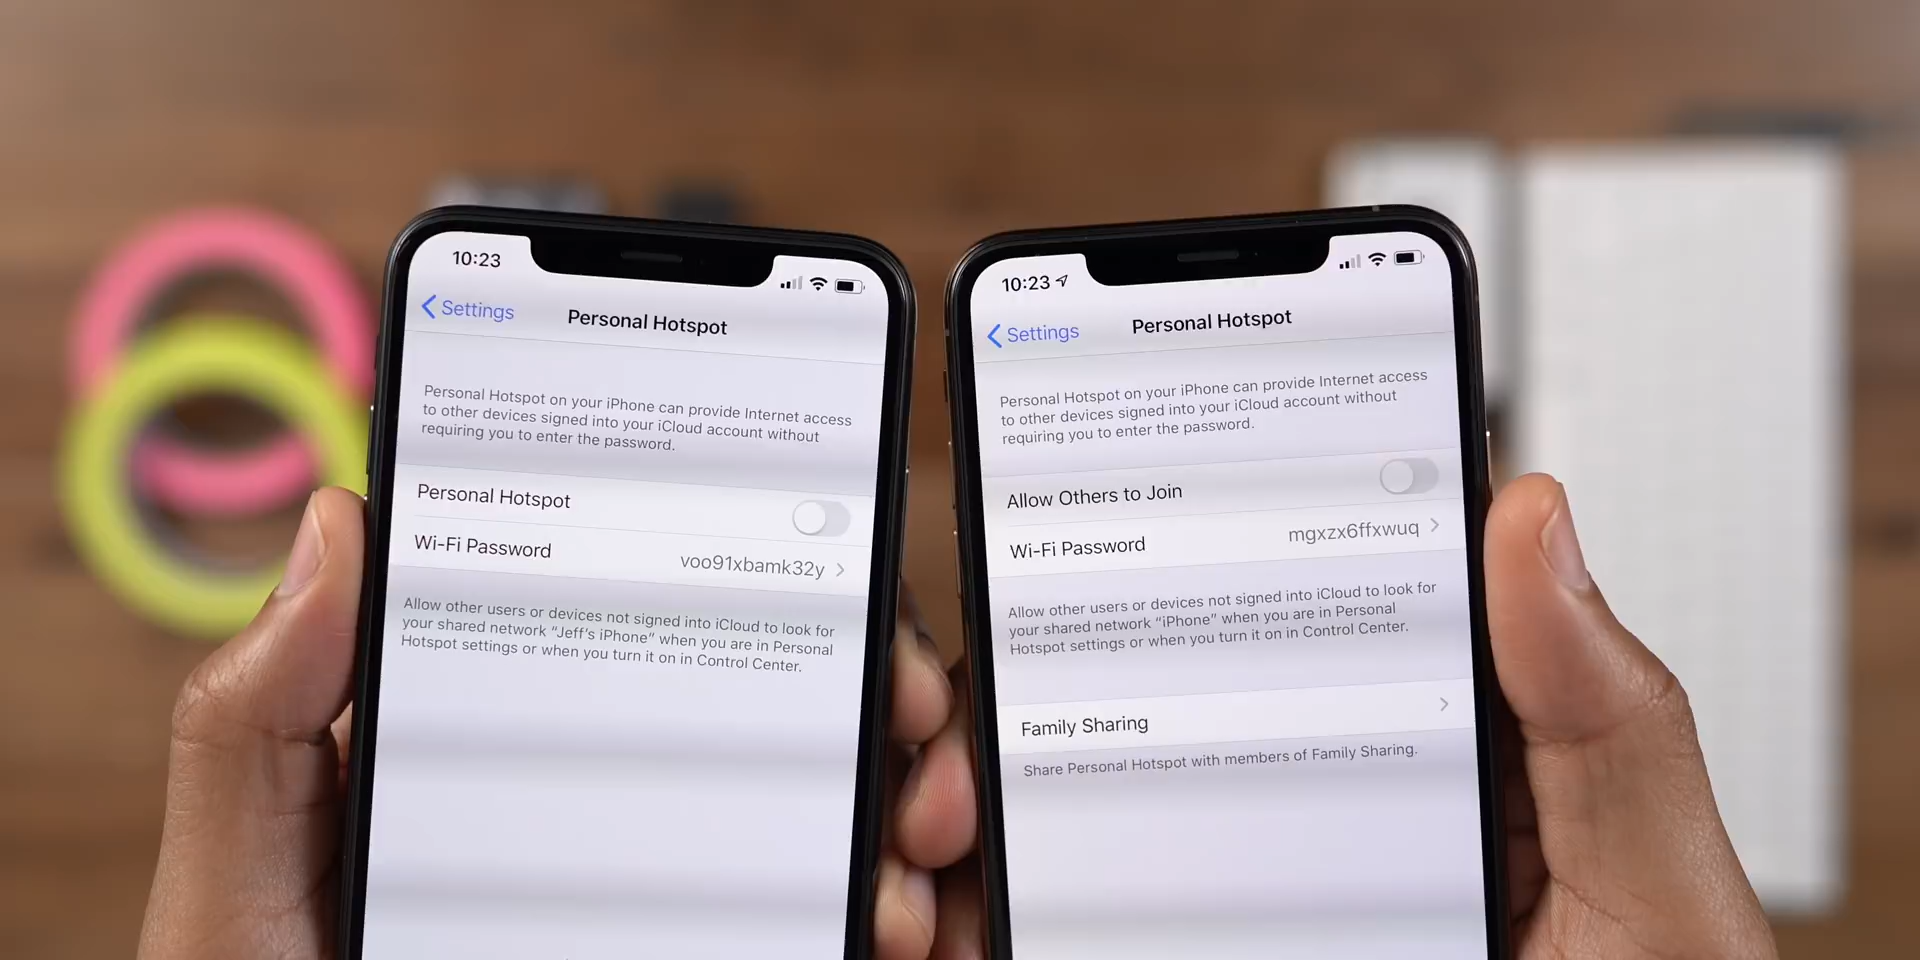 10:23
Settings
Personal Hotspot
Personal Hotspot on your iPhone can provide Internet access
to other devices signed into your iCloud account without
requiring you to enter the password.
Personal Hotspot
Wi-Fi Password voo91xbamk32y
Allow other users or devices not signed into iCloud to look for
your shared network “Jeff’s iPhone” when you are in Personal
Hotspot settings or when you turn it on in Control Center.
10:23
Settings
Personal Hotspot
Personal Hotspot on your iPhone can provide Internet access
to other devices signed into your iCloud account without
requiring you to enter the password.
Allow Others to Join
Wi-Fi Password mgxzx6ffxwuq
Allow other users or devices not signed into iCloud to look for
your shared network “iPhone” when you are in Personal
Hotspot settings or when you turn it on in Control Center.
Family Sharing
Share Personal Hotspot with members of Family Sharing.